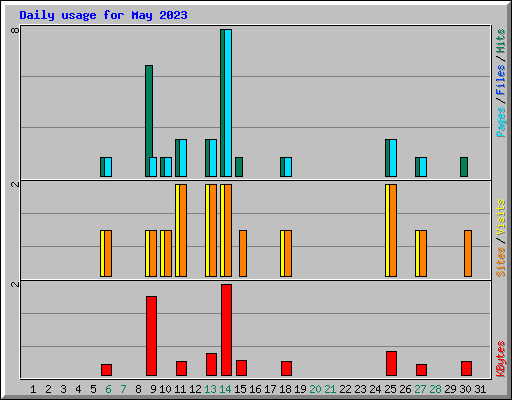 Daily usage for May 2023
8
2
2
Pages / Files / Hits
Sites / Visits
KBytes
1 2 3 4 5 6 7 8 9 10 11 12 13 14 15 16 17 18 19 20 21 22 23 24 25 26 27 28 29 30 31